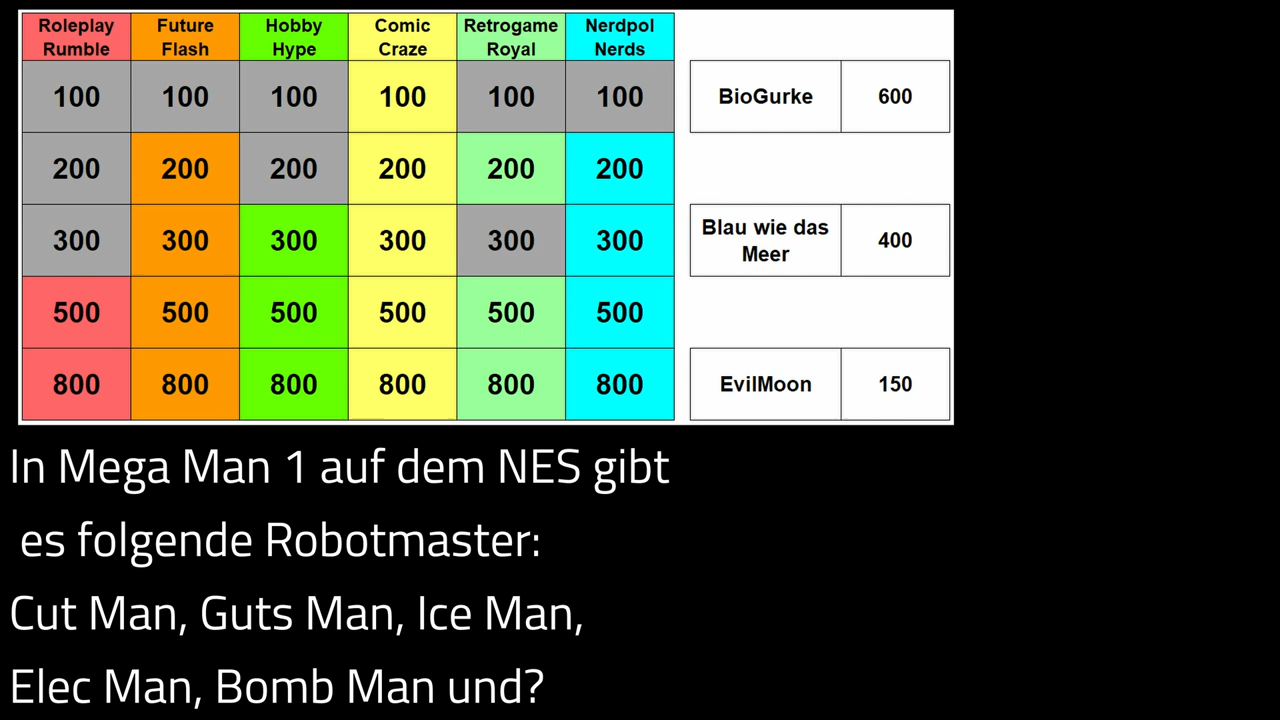 Roleplay Rumble Future Flash Hobby Hype Comic Craze Retrogame Royal Nerdpol Nerds
100 100 100 100 100 100 BioGurke 600
200 200 200 200 200 200
300 300 300 300 300 300 Blau wie das Meer 400
500 500 500 500 500 500
800 800 800 800 800 800 EvilMoon 150
In Mega Man 1 auf dem NES gibt
es folgende Robotmaster:
Cut Man, Guts Man, Ice Man,
Elec Man, Bomb Man und?